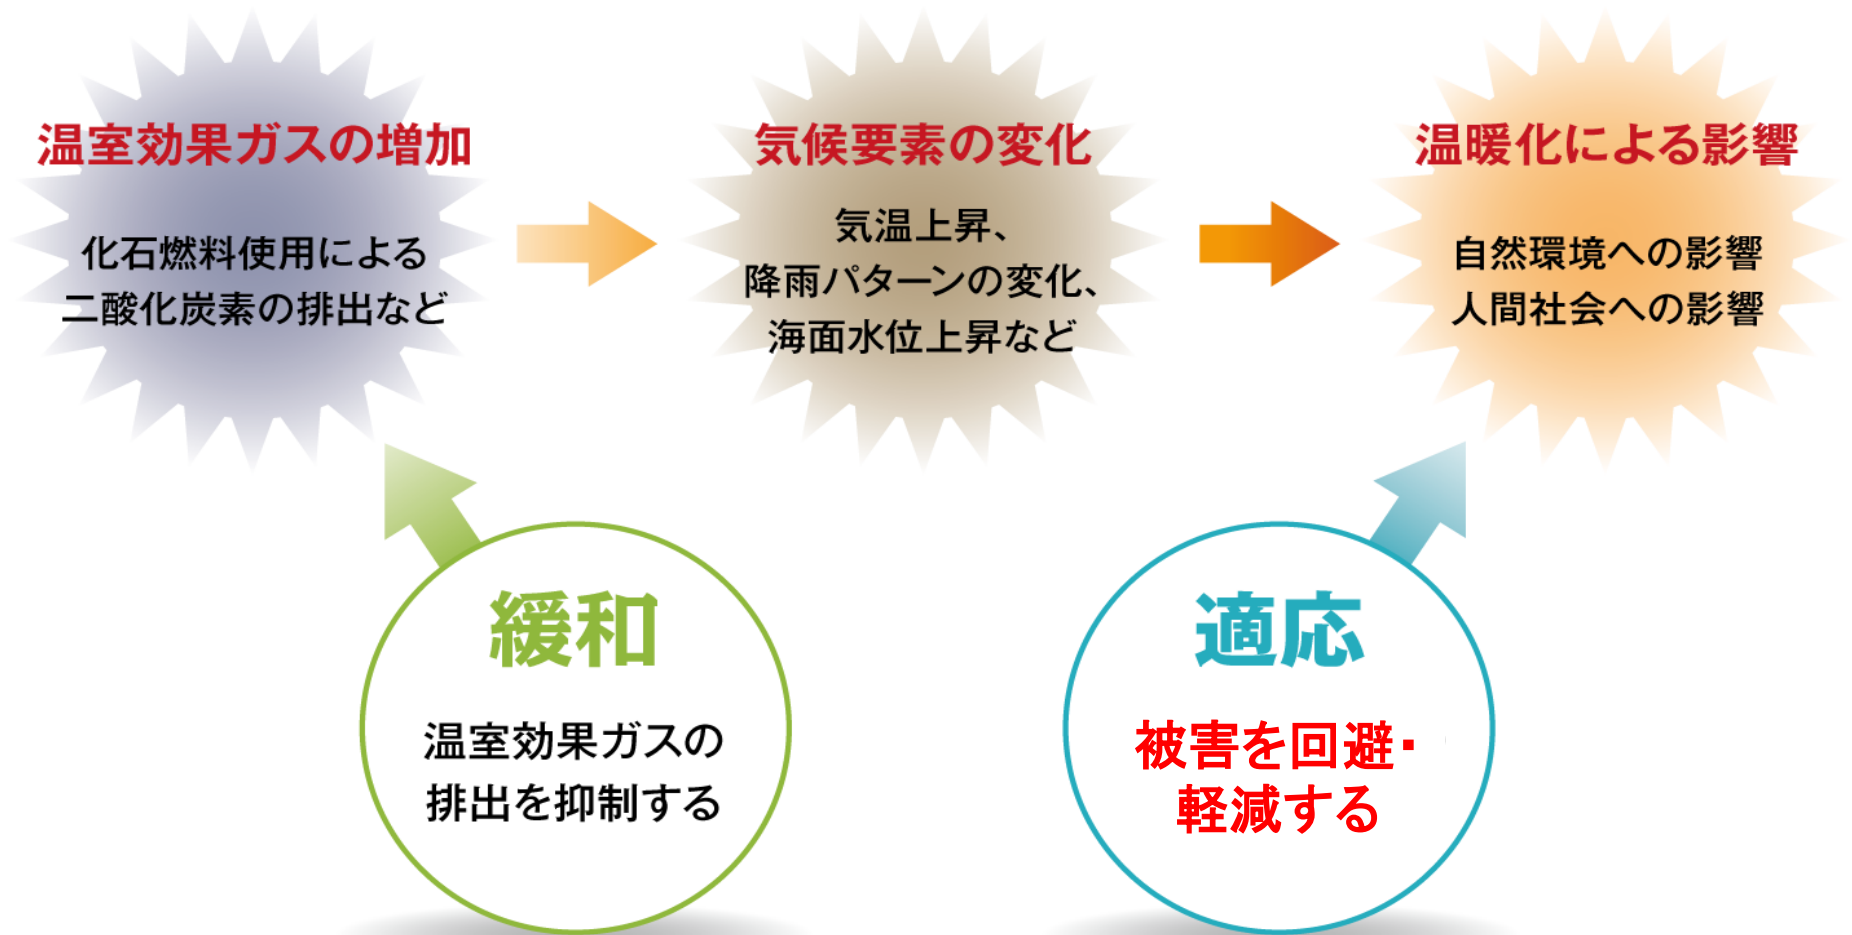 温室効果ガスの増加
化石燃料使用による
二酸化炭素の排出など
気候要素の変化
気温上昇、
降雨パターンの変化、
海面水位上昇など
温暖化による影響
自然環境への影響
人間社会への影響
緩和
温室効果ガスの
排出を抑制する
適応
被害を回避・
軽減する